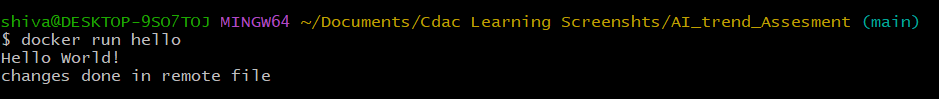 shiva@DESKTOP-9SO7TOJ MINGW64 ~/Documents/Cdac Learning Screenshts/AI_trend_Assesment (main)
$ docker run hello
Hello World!
changes done in remote file